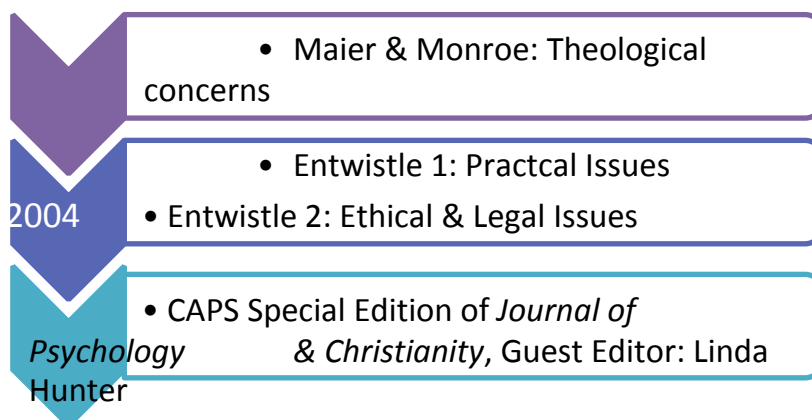 • Maier & Monroe: Theological
concerns
• Entwistle 1: Practcal Issues
2004 • Entwistle 2: Ethical & Legal Issues
• CAPS Special Edition of Journal of
Psychology & Christianity, Guest Editor: Linda
Hunter